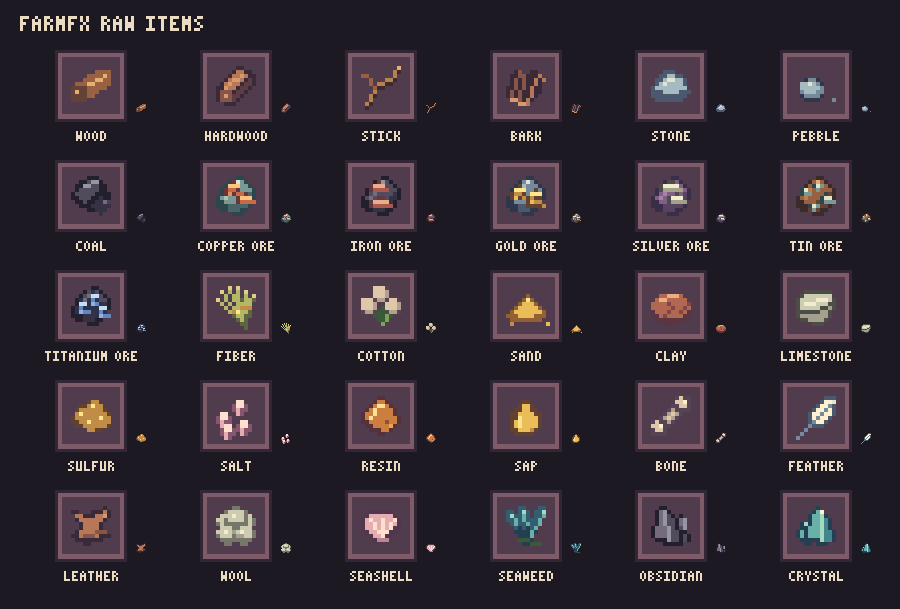 FARMFX RAW ITEMS
WOOD HARDWOOD STICK BARK STONE PEBBLE
COAL COPPER ORE IRON ORE GOLD ORE SILVER ORE TIN ORE
TITANIUM ORE FIBER COTTON SAND CLAY LIMESTONE
SULFUR SALT RESIN SAP BONE FEATHER
LEATHER WOOL SEASHELL SEAWEED OBSIDIAN CRYSTAL